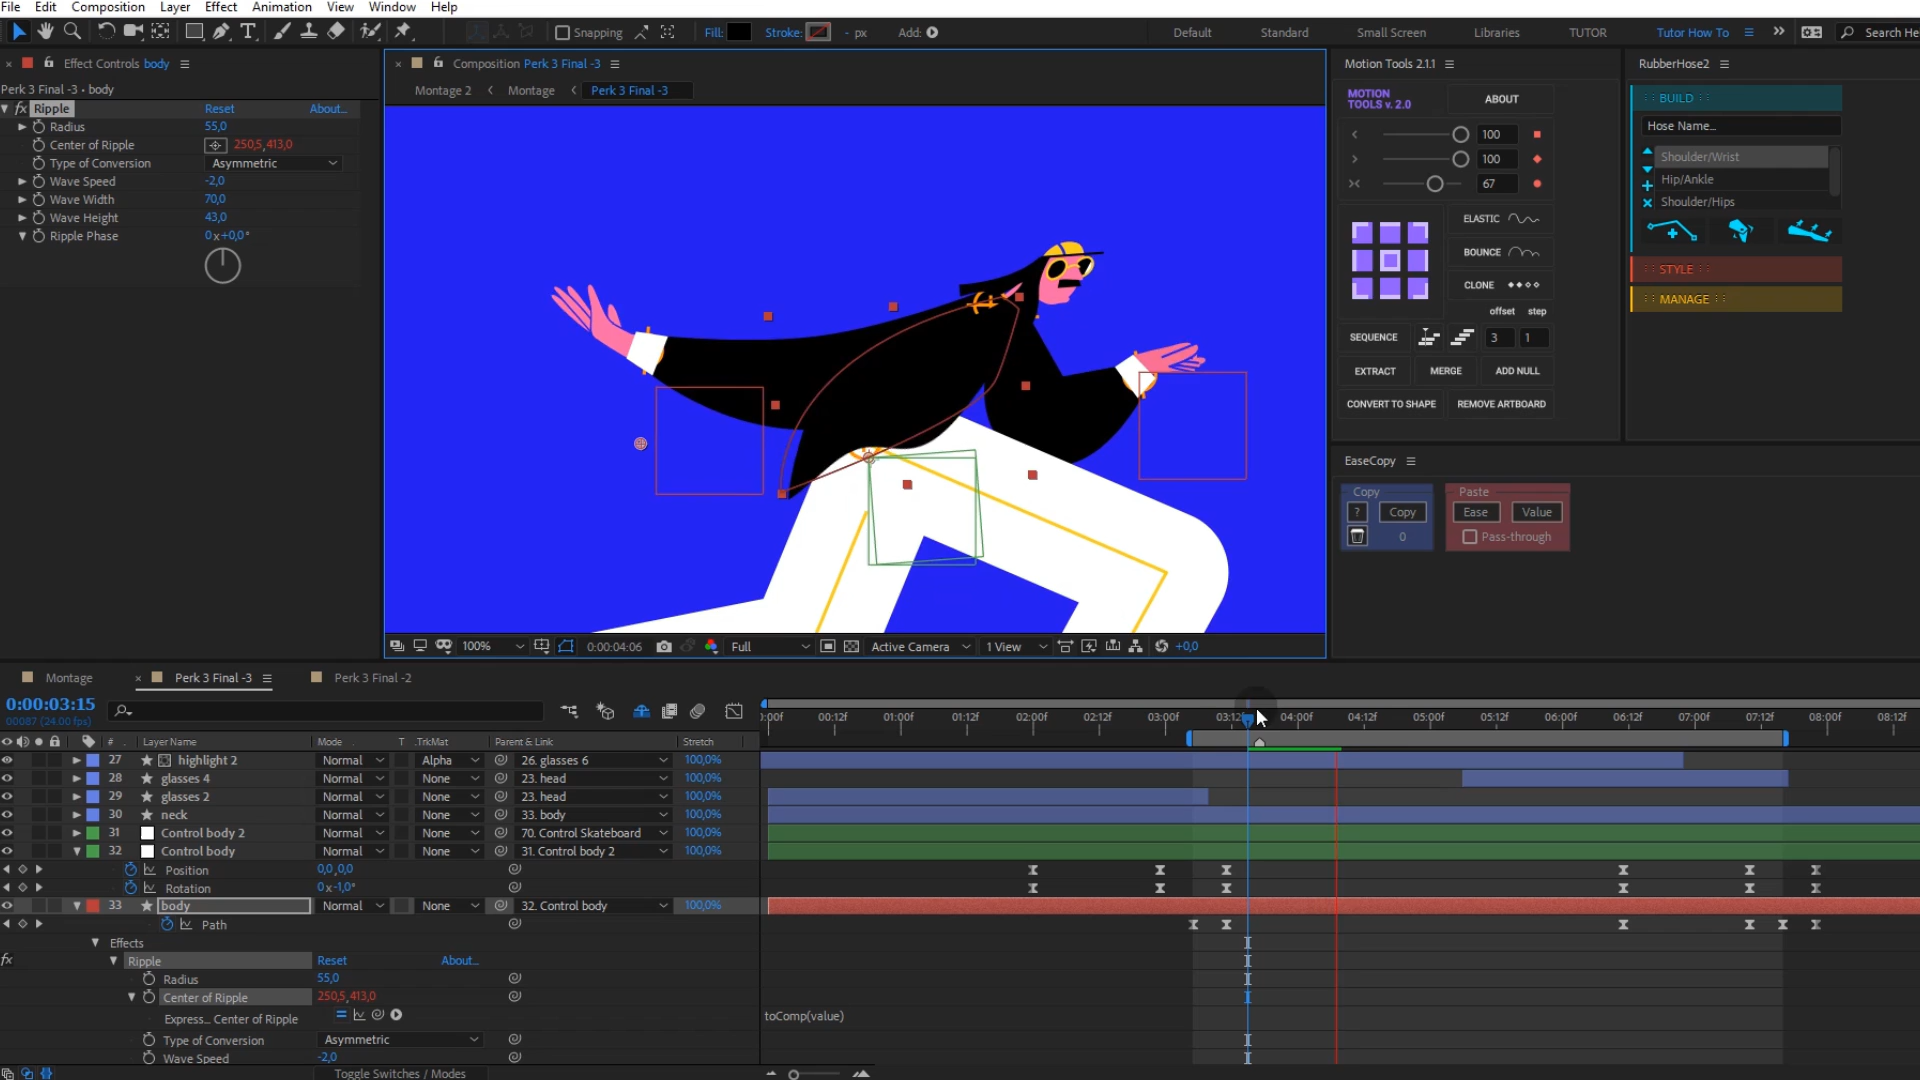 File Edit Composition Layer Effect Animation View Window Help
Snapping Fill: Stroke: - px Add: Default Standard Small Screen Libraries TUTOR Tutor How To Search He
Effect Controls body
Perk 3 Final -3 • body
fx Ripple Reset About...
Radius 55,0
Center of Ripple 250,5,413,0
Type of Conversion Asymmetric
Wave Speed -2,0
Wave Width 70,0
Wave Height 43,0
Ripple Phase 0x+0,0°
Composition Perk 3 Final -3
Montage 2 Montage Perk 3 Final -3
100% 0:00:04:06 Full Active Camera 1 View +0,0
Motion Tools 2.1.1
MOTION
TOOLS v. 2.0
ABOUT
100
100
67
ELASTIC
BOUNCE
CLONE
offset step
SEQUENCE 3 1
EXTRACT MERGE ADD NULL
CONVERT TO SHAPE REMOVE ARTBOARD
RubberHose2
:: BUILD ::
Hose Name...
Shoulder/Wrist
Hip/Ankle
Shoulder/Hips
:: STYLE ::
:: MANAGE ::
EaseCopy
Copy Paste
? Copy Ease Value
0 Pass-through
Montage Perk 3 Final -3 Perk 3 Final -2
0:00:03:15
00087 (24.00 fps)
:00f 00:12f 01:00f 01:12f 02:00f 02:12f 03:00f 03:12f 04:00f 04:12f 05:00f 05:12f 06:00f 06:12f 07:00f 07:12f 08:00f 08:12f
# Layer Name Mode T .TrkMat Parent & Link Stretch
27 highlight 2 Normal Alpha 26. glasses 6 100,0%
28 glasses 4 Normal None 23. head 100,0%
29 glasses 2 Normal None 23. head 100,0%
30 neck Normal None 33. body 100,0%
31 Control body 2 Normal None 70. Control Skateboard 100,0%
32 Control body Normal None 31. Control body 2 100,0%
Position 0,0,0,0
Rotation 0x-1,0°
33 body Normal None 32. Control body 100,0%
Path
Effects
fx Ripple Reset About...
Radius 55,0
Center of Ripple 250,5,413,0
Express... Center of Ripple toComp(value)
Type of Conversion Asymmetric
Wave Speed -2,0
Toggle Switches / Modes